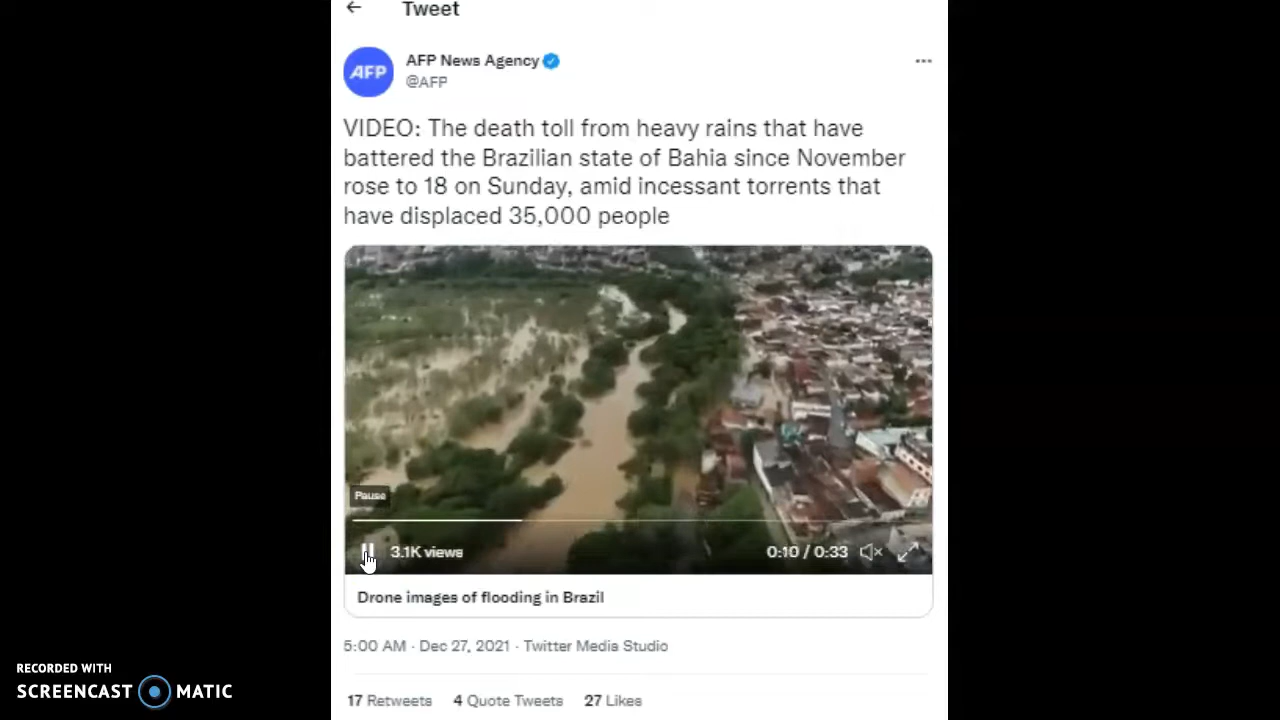 Tweet
AFP
AFP News Agency
@AFP
VIDEO: The death toll from heavy rains that have
battered the Brazilian state of Bahia since November
rose to 18 on Sunday, amid incessant torrents that
have displaced 35,000 people
Pause
3.1K views
0:10 / 0:33
Drone images of flooding in Brazil
5:00 AM · Dec 27, 2021 · Twitter Media Studio
17 Retweets 4 Quote Tweets 27 Likes
RECORDED WITH
SCREENCAST MATIC